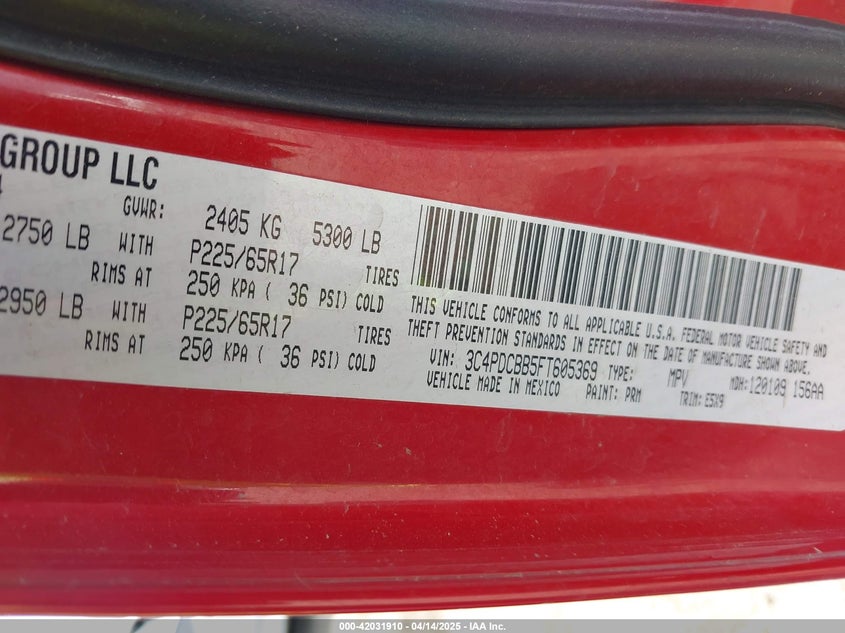 GROUP LLC
GVWR: 2405 KG 5300 LB
2750 LB WITH P225/65R17 TIRES
RIMS AT 250 KPA ( 36 PSI) COLD
2950 LB WITH P225/65R17 TIRES
RIMS AT 250 KPA ( 36 PSI) COLD
THIS VEHICLE CONFORMS TO ALL APPLICABLE U.S.A. FEDERAL MOTOR VEHICLE SAFETY AND
THEFT PREVENTION STANDARDS IN EFFECT ON THE DATE OF MANUFACTURE SHOWN ABOVE.
VIN: 3C4PDCBB5FT605369 TYPE: MPV MDH: 120109 156AA
VEHICLE MADE IN MEXICO PAINT: PRM TRIM: E5X9
000-42031910 - 04/14/2025 - IAA Inc.